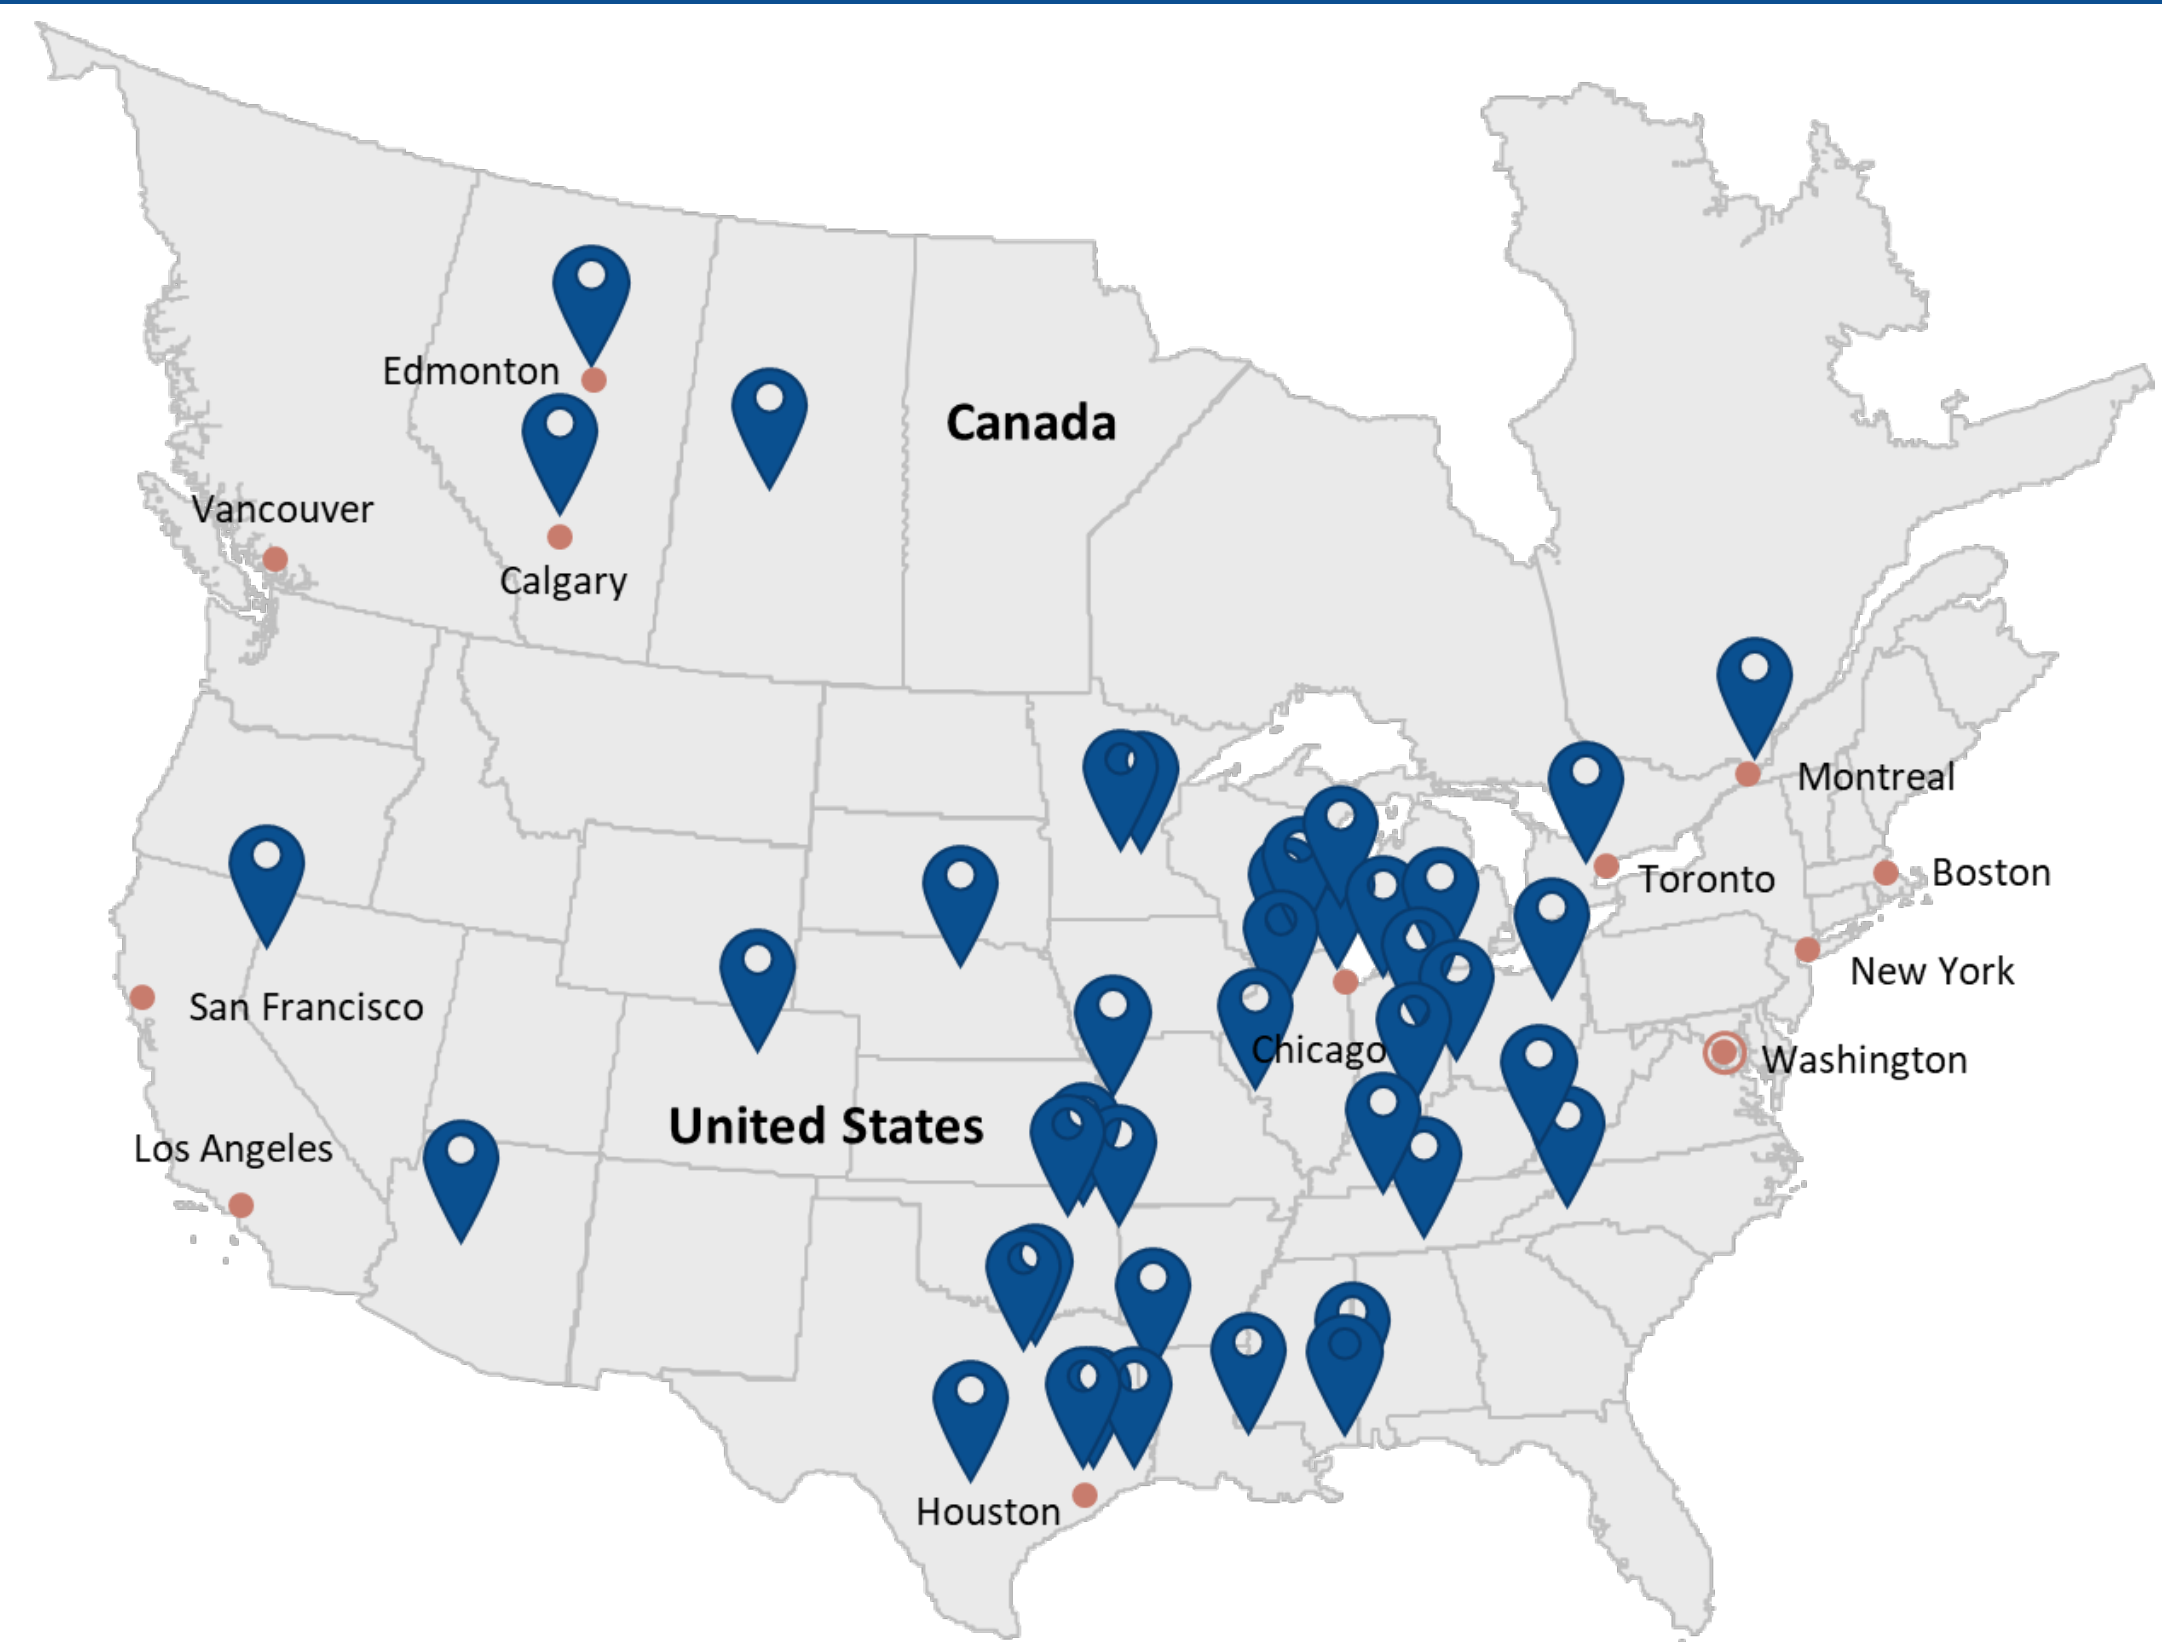 Edmonton
Canada
Vancouver
Calgary
Montreal
Toronto
Boston
New York
San Francisco
Chicago
Washington
United States
Los Angeles
Houston